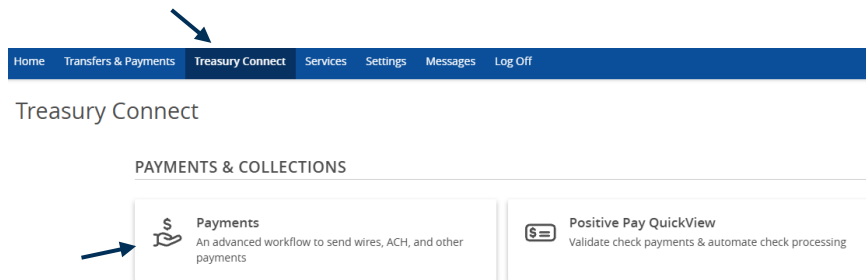 Home Transfers & Payments Treasury Connect Services Settings Messages Log Off
Treasury Connect
PAYMENTS & COLLECTIONS
$
Payments
An advanced workflow to send wires, ACH, and other
payments
$
Positive Pay QuickView
Validate check payments & automate check processing